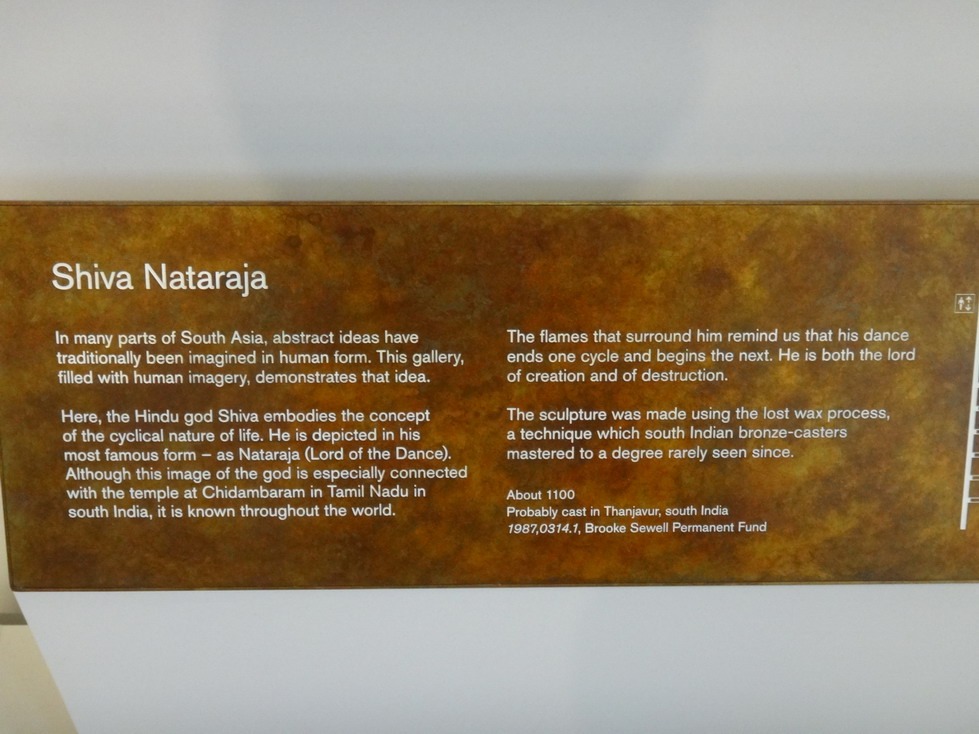 Shiva Nataraja
In many parts of South Asia, abstract ideas have
traditionally been imagined in human form. This gallery,
filled with human imagery, demonstrates that idea.
Here, the Hindu god Shiva embodies the concept
of the cyclical nature of life. He is depicted in his
most famous form – as Nataraja (Lord of the Dance).
Although this image of the god is especially connected
with the temple at Chidambaram in Tamil Nadu in
south India, it is known throughout the world.
The flames that surround him remind us that his dance
ends one cycle and begins the next. He is both the lord
of creation and of destruction.
The sculpture was made using the lost wax process,
a technique which south Indian bronze-casters
mastered to a degree rarely seen since.
About 1100
Probably cast in Thanjavur, south India
1987,0314.1, Brooke Sewell Permanent Fund